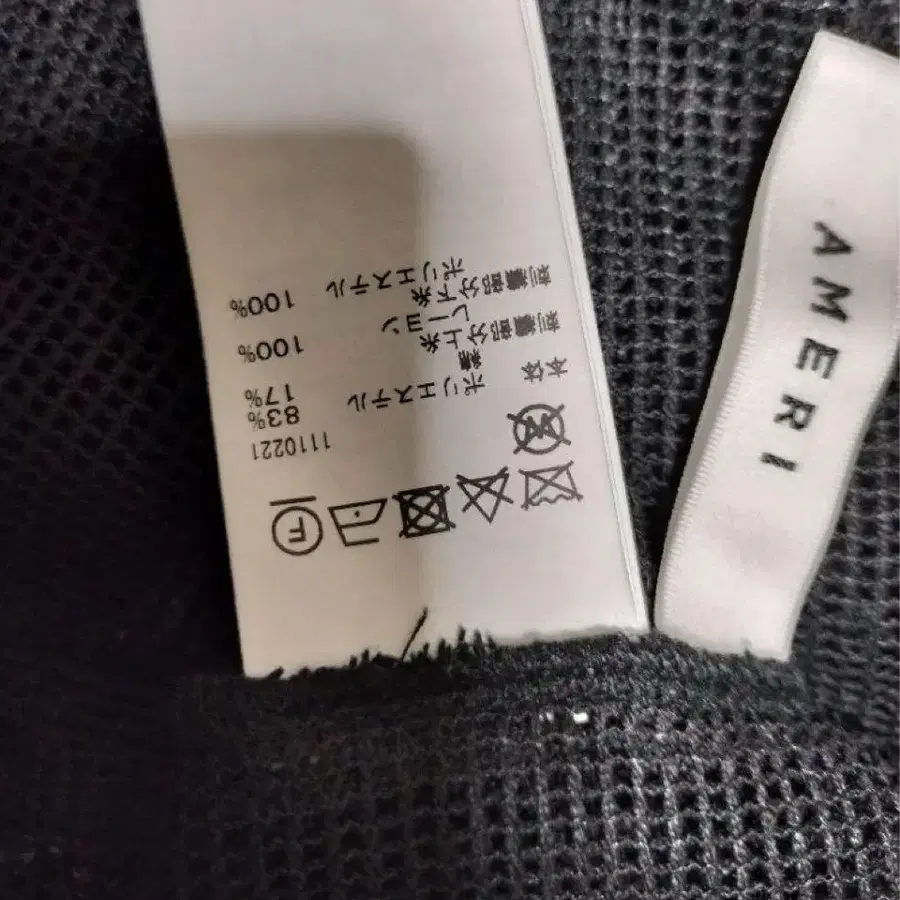 F
W
1110221
本体 ポリエステル 83%
綿 17%
刺繍部分上糸
レーヨン 100%
刺繍部分下糸
ポリエステル 100%
AMERI